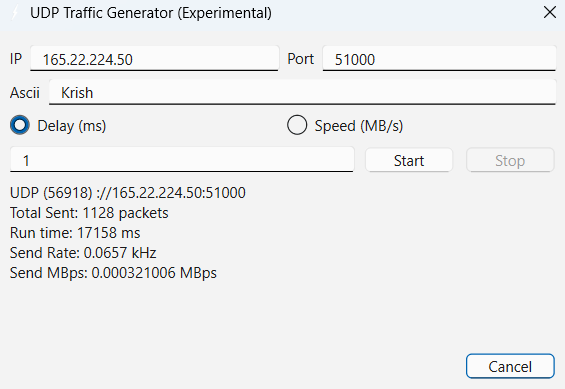 UDP Traffic Generator (Experimental)
IP 165.22.224.50 Port 51000
Ascii Krish
Delay (ms) Speed (MB/s)
1 Start Stop
UDP (56918) ://165.22.224.50:51000
Total Sent: 1128 packets
Run time: 17158 ms
Send Rate: 0.0657 kHz
Send MBps: 0.000321006 MBps
Cancel